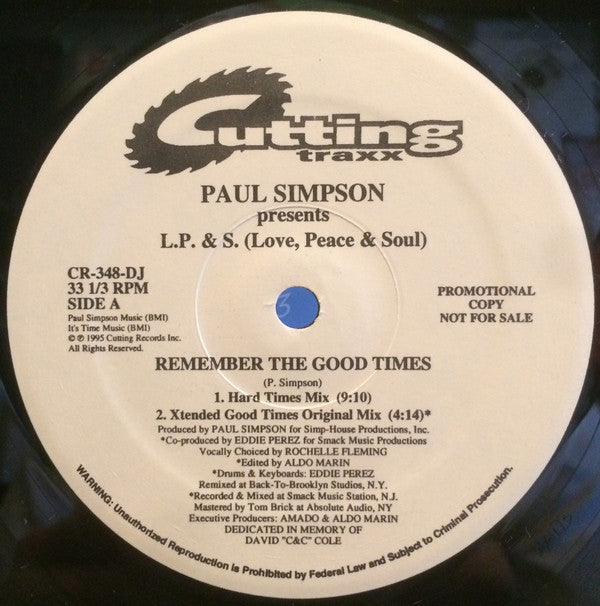 Cutting
traxx
PAUL SIMPSON
presents
L.P. & S. (Love, Peace & Soul)
CR-348-DJ
33 1/3 RPM
SIDE A
Paul Simpson Music (BMI)
It's Time Music (BMI)
© ℗ 1995 Cutting Records Inc.
All Rights Reserved.
PROMOTIONAL
COPY
NOT FOR SALE
3
REMEMBER THE GOOD TIMES
(P. Simpson)
1. Hard Times Mix (9:10)
2. Xtended Good Times Original Mix (4:14)*
Produced by PAUL SIMPSON for Simp-House Productions, Inc.
*Co-produced by EDDIE PEREZ for Smack Music Productions
Vocally Choiced by ROCHELLE FLEMING
*Edited by ALDO MARIN
*Drums & Keyboards: EDDIE PEREZ
Remixed at Back-To-Brooklyn Studios, N.Y.
*Recorded & Mixed at Smack Music Station, N.J.
Mastered by Tom Brick at Absolute Audio, NY
Executive Producers: AMADO & ALDO MARIN
DEDICATED IN MEMORY OF
DAVID "C&C" COLE
WARNING: Unauthorized Reproduction is Prohibited by Federal Law and Subject to Criminal Prosecution.